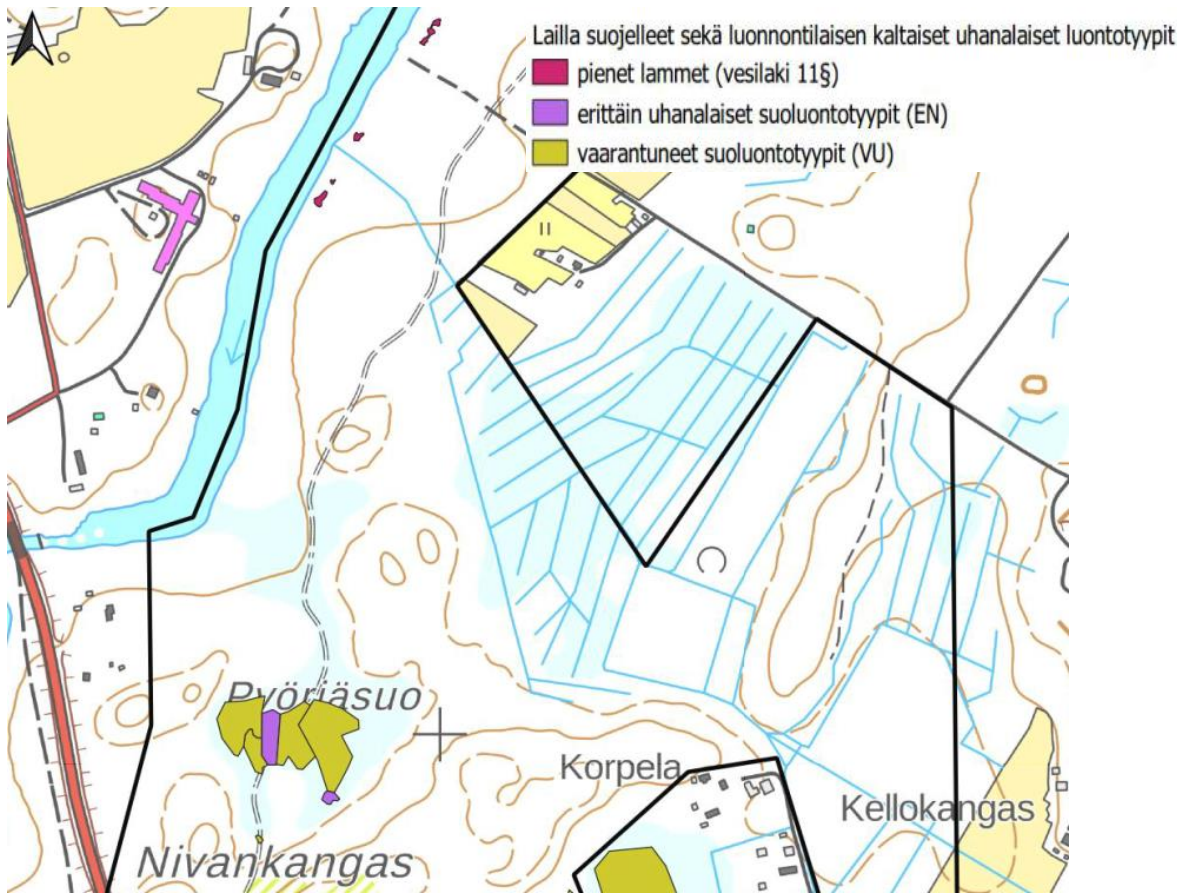 Lailla suojelleet sekä luonnontilaisen kaltaiset uhanalaiset luontotyypit
pienet lammet (vesilaki 11§)
erittäin uhanalaiset suoluontotyypit (EN)
vaarantuneet suoluontotyypit (VU)
Pyöriäsuo
Korpela
Kellokangas
Nivankangas